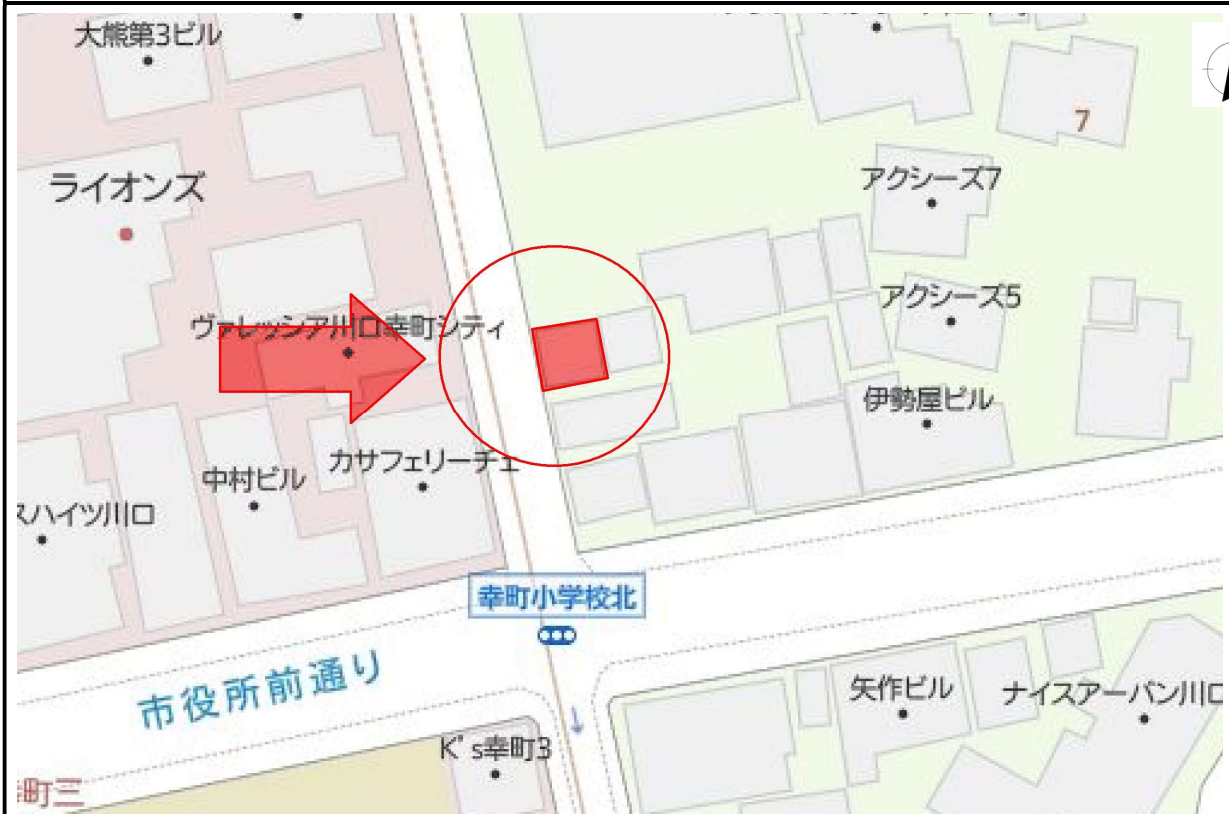 大熊第3ビル
7
ライオンズ
アクシーズ7
アクシーズ5
ヴァレッシア川口幸町シティ
伊勢屋ビル
カサフェリーチェ
中村ビル
スハイツ川口
幸町小学校北
市役所前通り
矢作ビル
ナイスアーバン川口
K's幸町3
幸町三